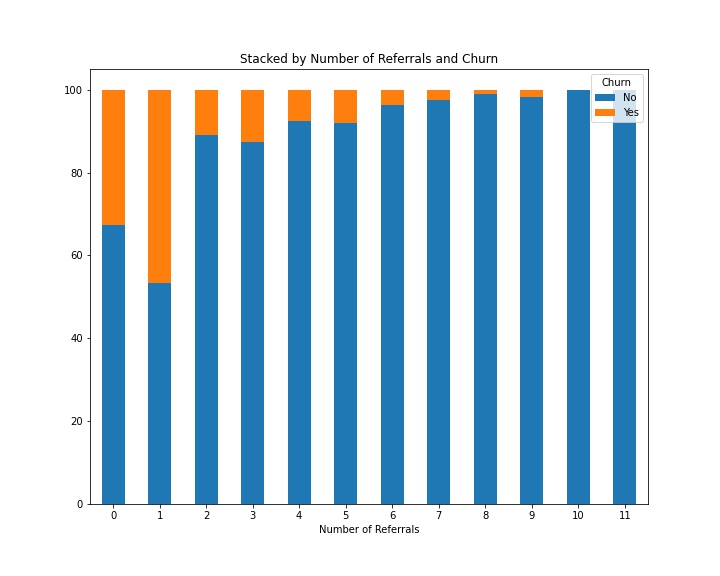 Stacked by Number of Referrals and Churn
Churn
No
Yes
100
80
60
40
20
0
0 1 2 3 4 5 6 7 8 9 10 11
Number of Referrals